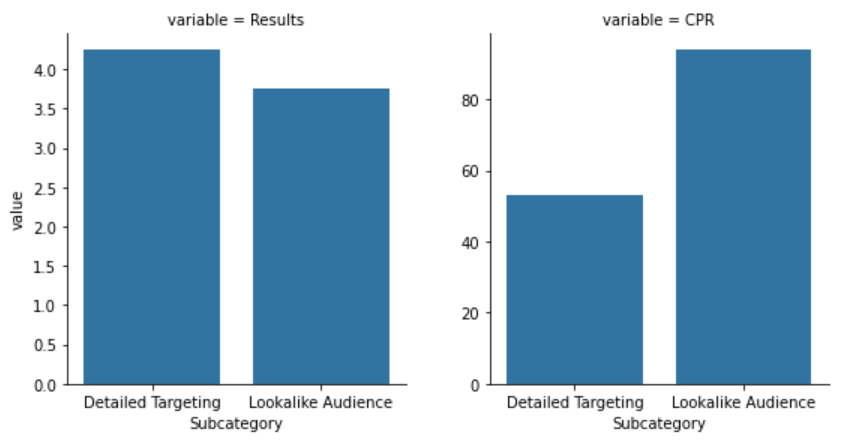 variable = Results
value
4.0
3.5
3.0
2.5
2.0
1.5
1.0
0.5
0.0
Detailed Targeting
Lookalike Audience
Subcategory
variable = CPR
80
60
40
20
0
Detailed Targeting
Lookalike Audience
Subcategory